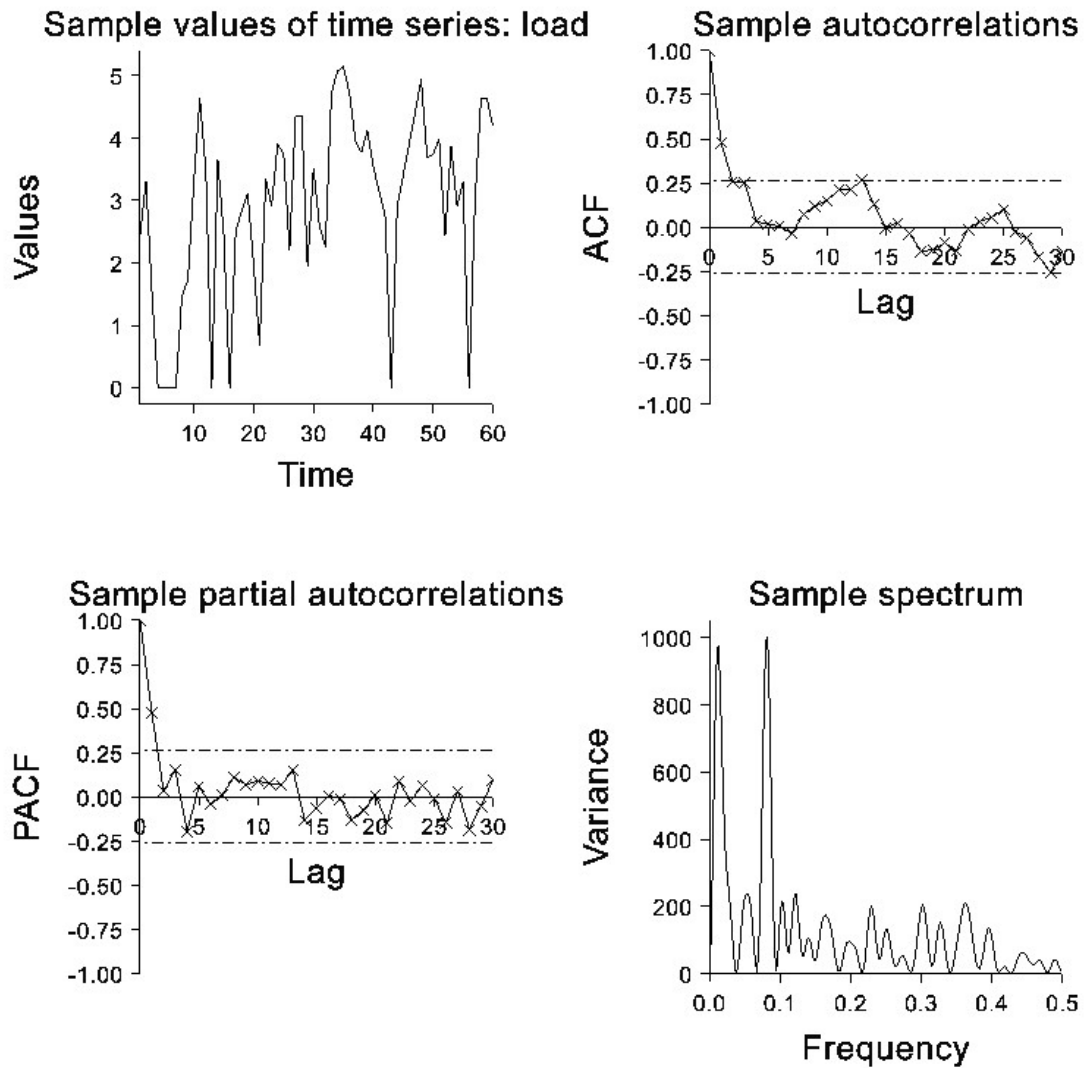 Sample values of time series: load
5
4
3
2
1
0
Values
10 20 30 40 50 60
Time
Sample autocorrelations
1.00
0.75
0.50
0.25
0.00
-0.25
-0.50
-0.75
-1.00
ACF
0 5 10 15 20 25 30
Lag
Sample partial autocorrelations
1.00
0.75
0.50
0.25
0.00
-0.25
-0.50
-0.75
-1.00
PACF
0 5 10 15 20 25 30
Lag
Sample spectrum
1000
800
600
400
200
0
Variance
0.0 0.1 0.2 0.3 0.4 0.5
Frequency